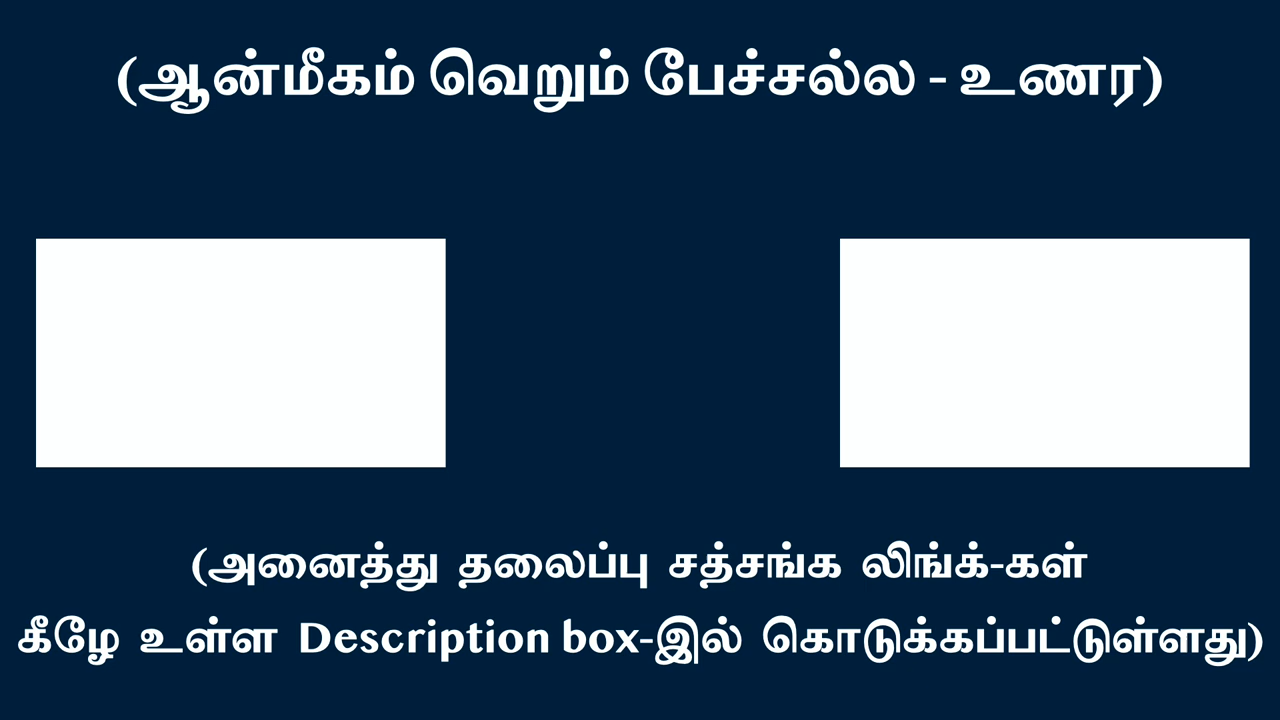 (ஆன்மீகம் வெறும் பேச்சல்ல - உணர)
(அனைத்து தலைப்பு சத்சங்க லிங்க்-கள்
கீழே உள்ள Description box-இல் கொடுக்கப்பட்டுள்ளது)